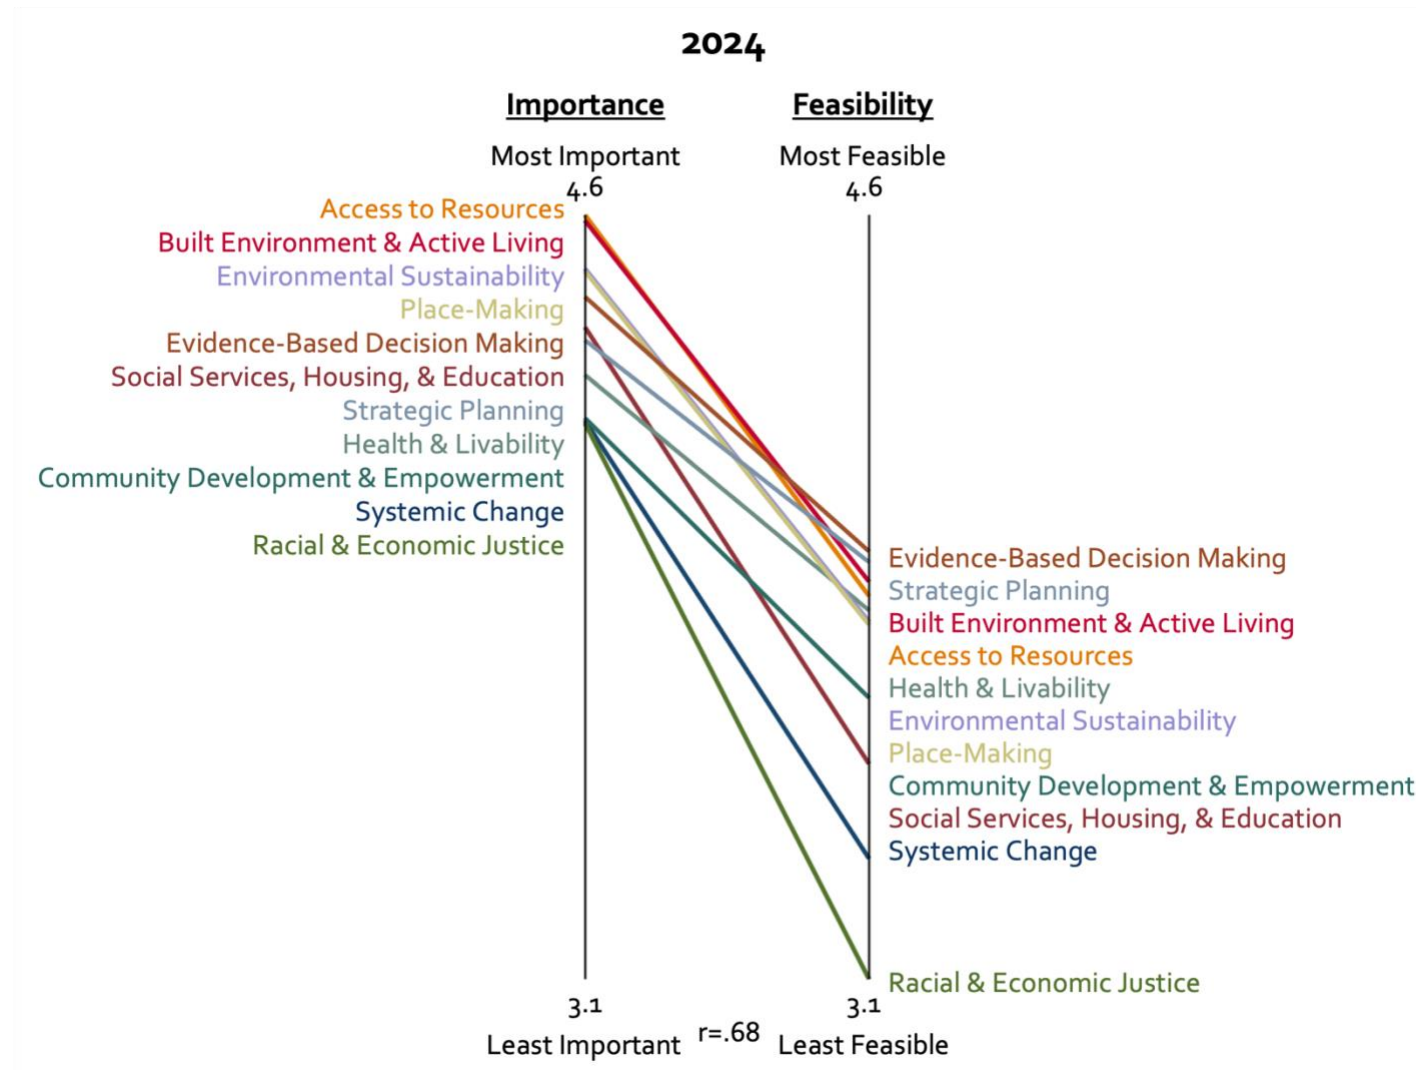 2024
Importance
Feasibility
Most Important
Most Feasible
4.6
4.6
Access to Resources
Built Environment & Active Living
Environmental Sustainability
Place-Making
Evidence-Based Decision Making
Social Services, Housing, & Education
Strategic Planning
Health & Livability
Community Development & Empowerment
Systemic Change
Racial & Economic Justice
Evidence-Based Decision Making
Strategic Planning
Built Environment & Active Living
Access to Resources
Health & Livability
Environmental Sustainability
Place-Making
Community Development & Empowerment
Social Services, Housing, & Education
Systemic Change
Racial & Economic Justice
3.1
3.1
Least Important
r=.68
Least Feasible